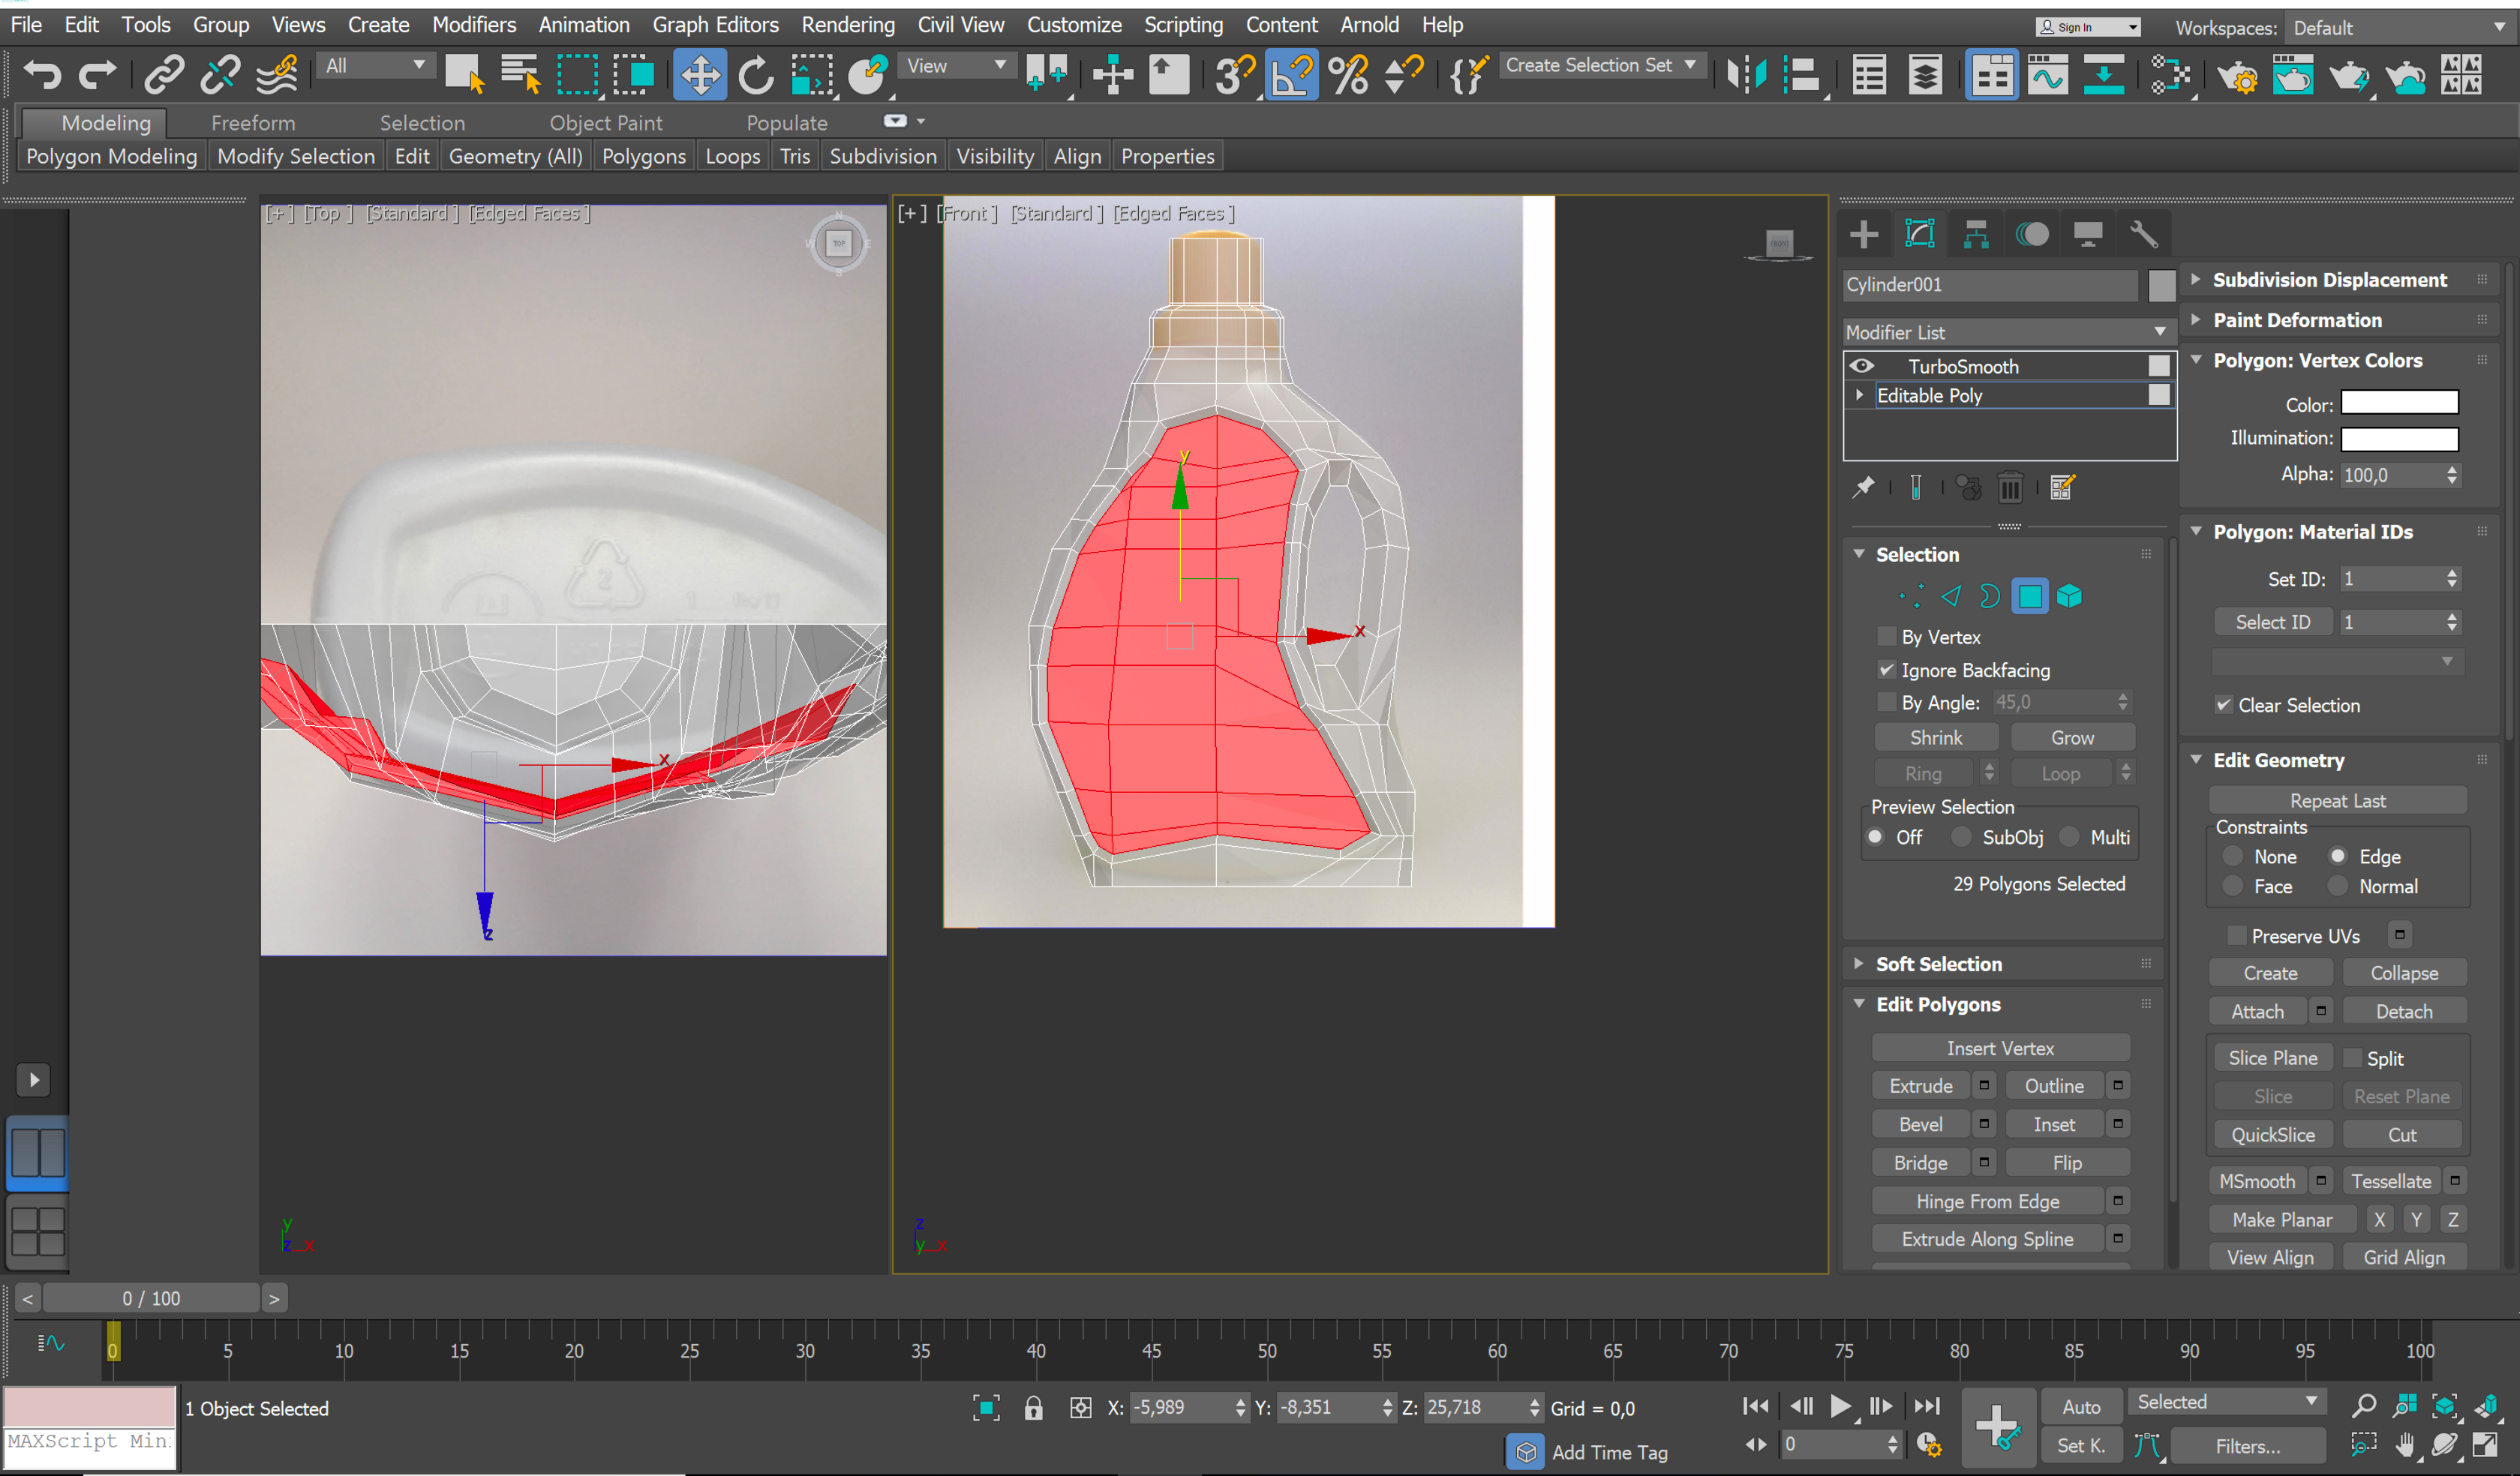 File Edit Tools Group Views Create Modifiers Animation Graph Editors Rendering Civil View Customize Scripting Content Arnold Help
Sign In
Workspaces: Default
All
View
Create Selection Set
Modeling Freeform Selection Object Paint Populate
Polygon Modeling Modify Selection Edit Geometry (All) Polygons Loops Tris Subdivision Visibility Align Properties
[+] [Top] [Standard] [Edged Faces]
N
W TOP E
S
x
z
y
z x
[+] [Front] [Standard] [Edged Faces]
FRONT
y
x
z
y x
Cylinder001
Modifier List
TurboSmooth
Editable Poly
Selection
By Vertex
Ignore Backfacing
By Angle: 45,0
Shrink Grow
Ring Loop
Preview Selection
Off SubObj Multi
29 Polygons Selected
Soft Selection
Edit Polygons
Insert Vertex
Extrude Outline
Bevel Inset
Bridge Flip
Hinge From Edge
Extrude Along Spline
Subdivision Displacement
Paint Deformation
Polygon: Vertex Colors
Color:
Illumination:
Alpha: 100,0
Polygon: Material IDs
Set ID: 1
Select ID 1
Clear Selection
Edit Geometry
Repeat Last
Constraints
None Edge
Face Normal
Preserve UVs
Create Collapse
Attach Detach
Slice Plane Split
Slice Reset Plane
QuickSlice Cut
MSmooth Tessellate
Make Planar X Y Z
View Align Grid Align
< 0 / 100 >
0 5 10 15 20 25 30 35 40 45 50 55 60 65 70 75 80 85 90 95 100
1 Object Selected
X: -5,989 Y: -8,351 Z: 25,718 Grid = 0,0
Auto Selected
MAXScript Min
Add Time Tag
0
Set K. Filters...